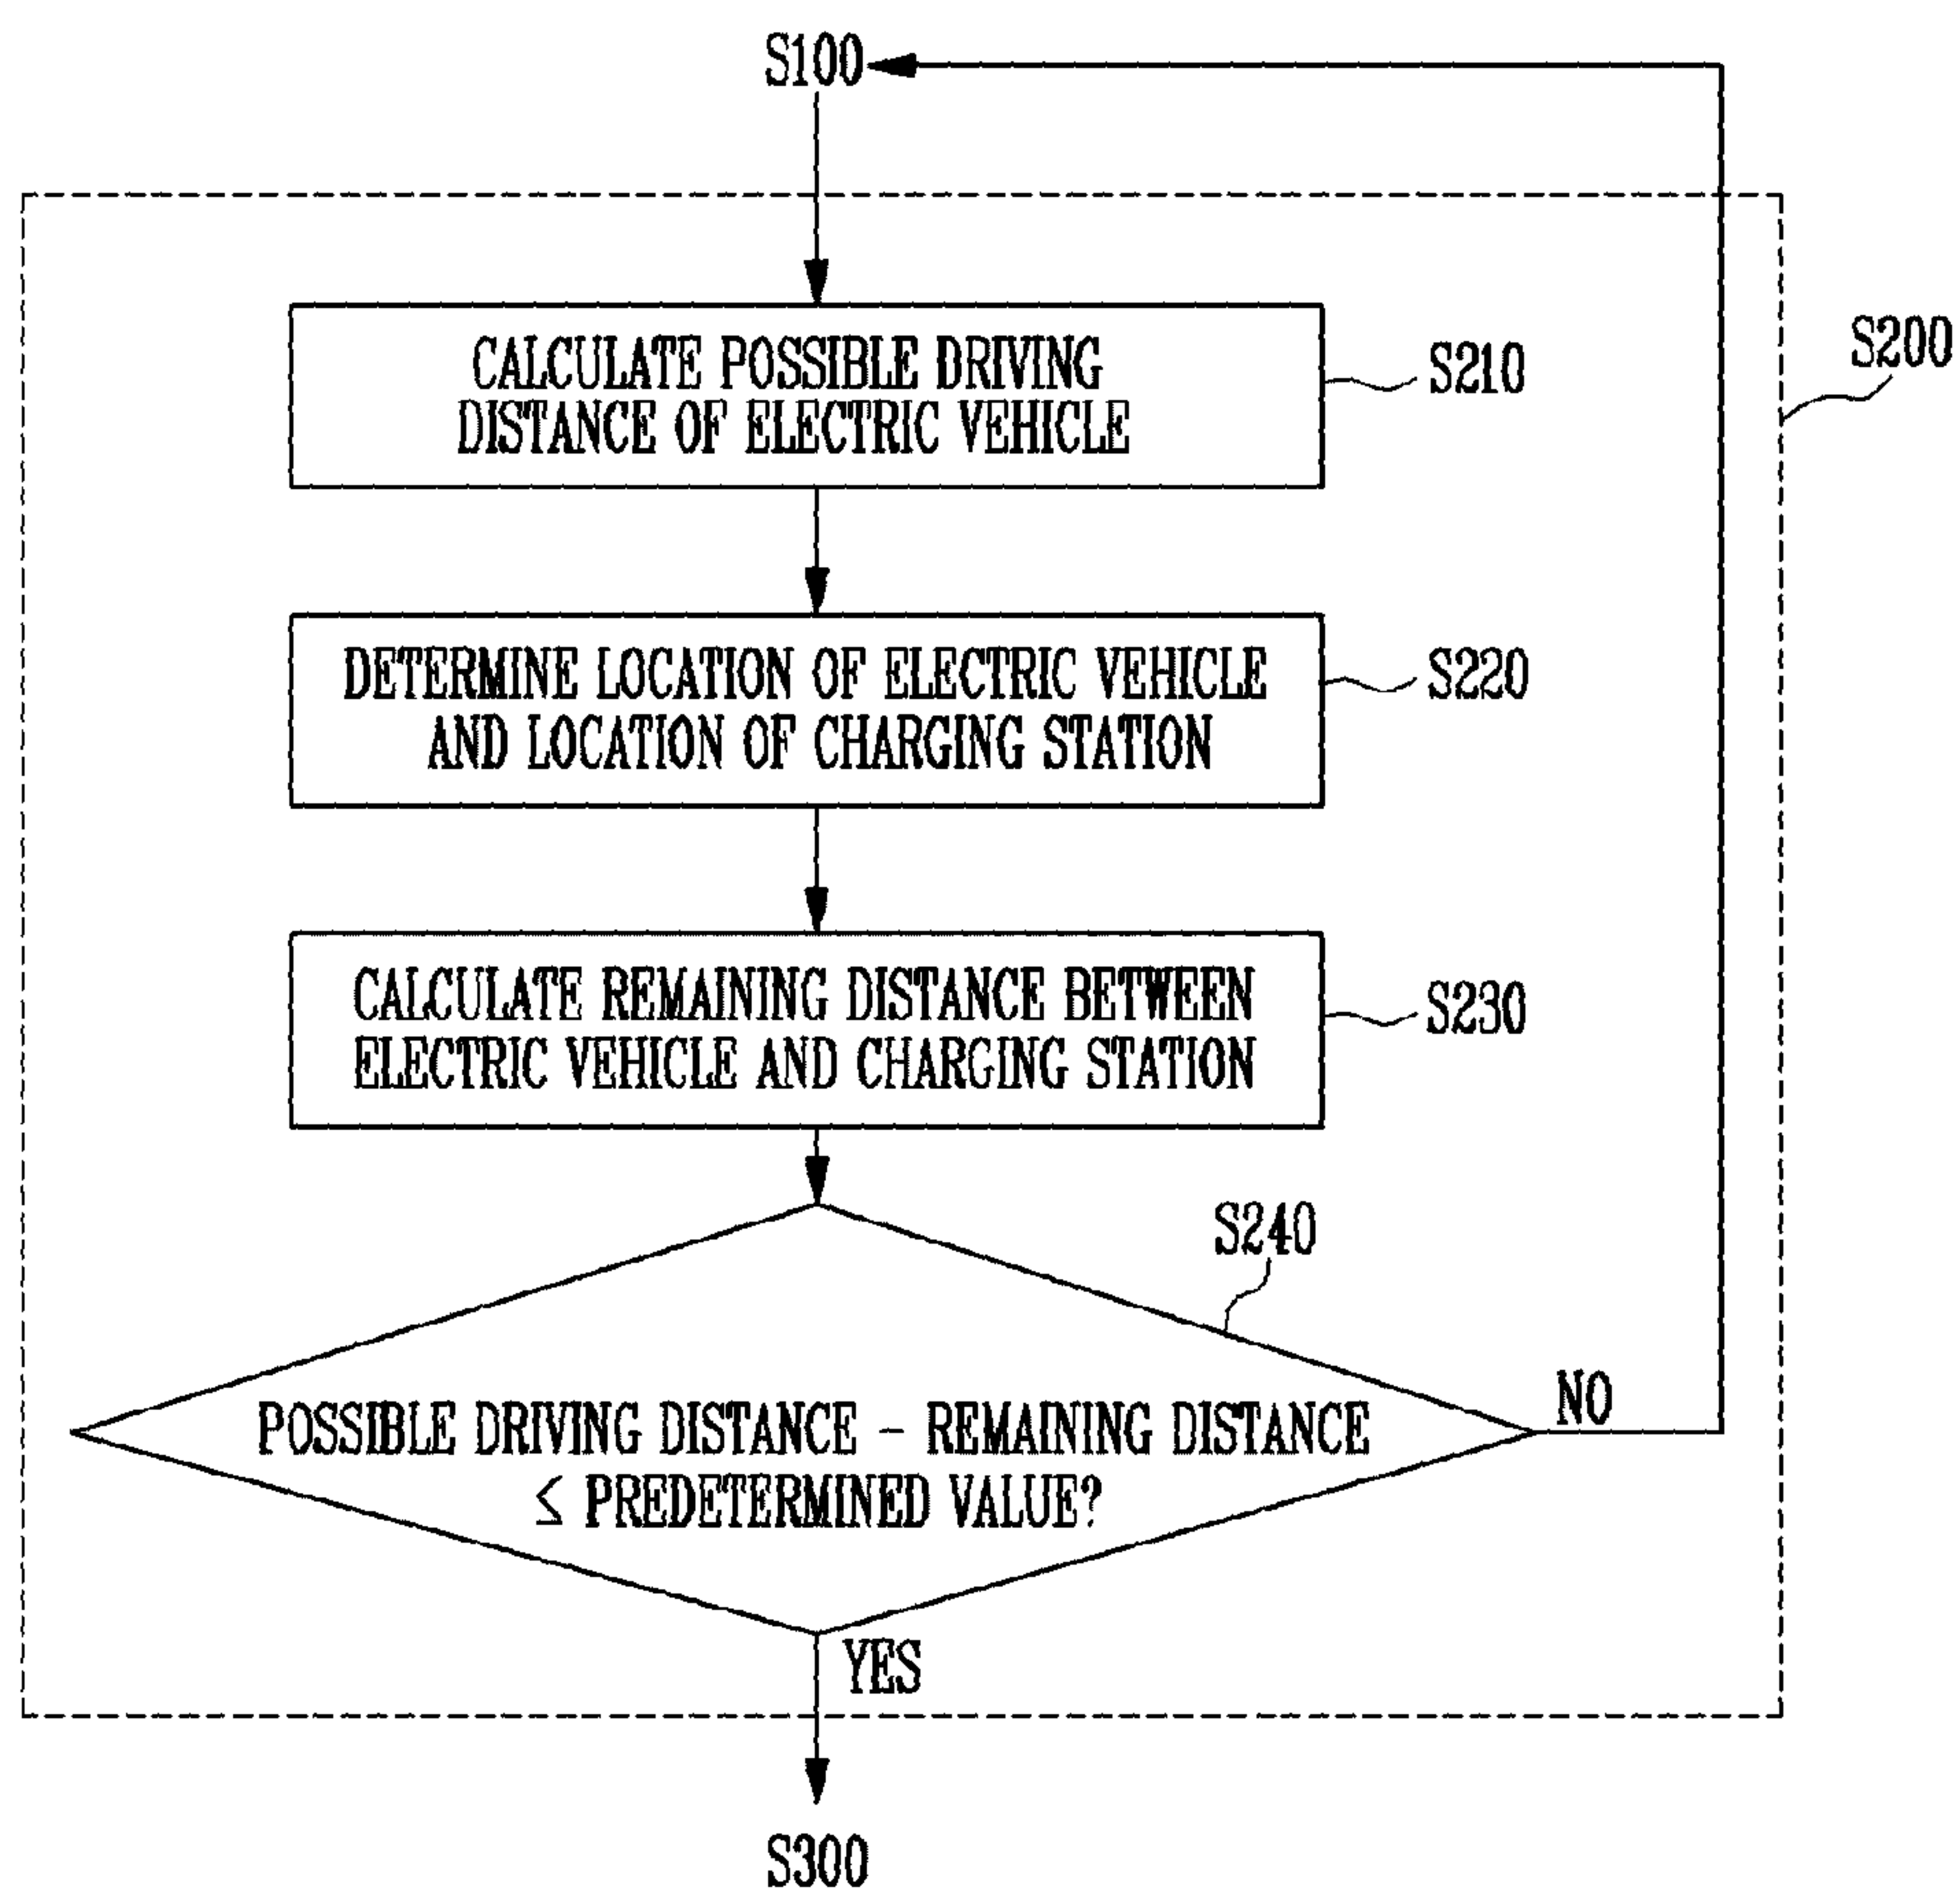 S100
S200
CALCULATE POSSIBLE DRIVING
DISTANCE OF ELECTRIC VEHICLE
S210
DETERMINE LOCATION OF ELECTRIC VEHICLE
AND LOCATION OF CHARGING STATION
S220
CALCULATE REMAINING DISTANCE BETWEEN
ELECTRIC VEHICLE AND CHARGING STATION
S230
S240
POSSIBLE DRIVING DISTANCE - REMAINING DISTANCE
≤ PREDETERMINED VALUE?
NO
YES
S300